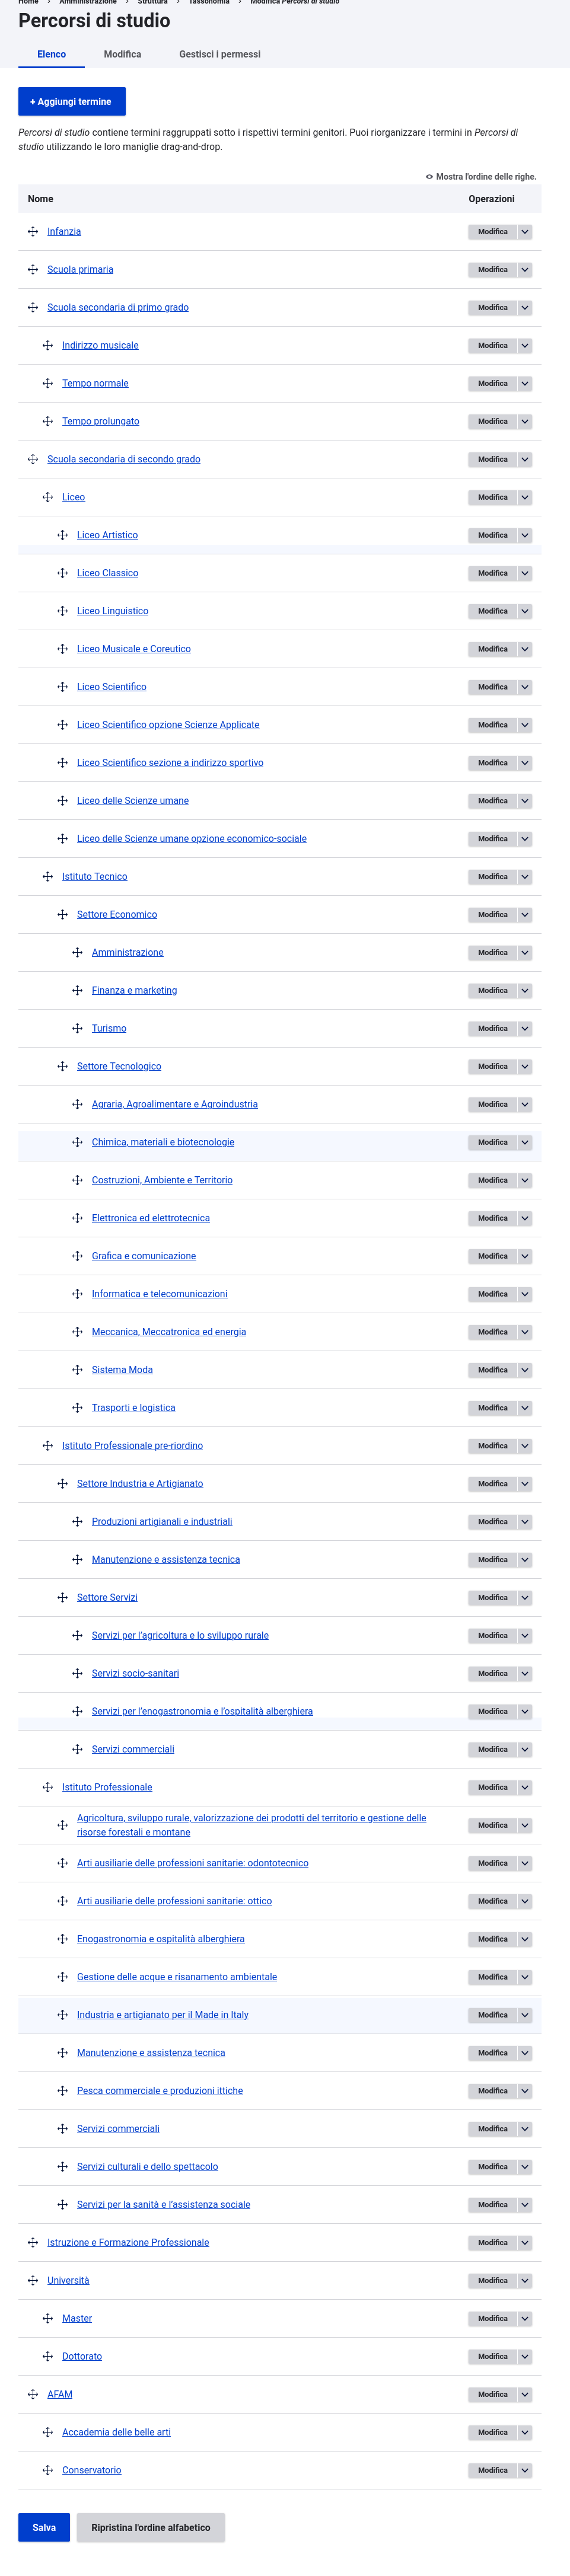 Home › Amministrazione › Struttura › Tassonomia › Modifica Percorsi di studio
Percorsi di studio
Elenco Modifica Gestisci i permessi
+ Aggiungi termine
Percorsi di studio contiene termini raggruppati sotto i rispettivi termini genitori. Puoi riorganizzare i termini in Percorsi di
studio utilizzando le loro maniglie drag-and-drop.
Mostra l'ordine delle righe.
Nome Operazioni
Infanzia Modifica
Scuola primaria Modifica
Scuola secondaria di primo grado Modifica
Indirizzo musicale Modifica
Tempo normale Modifica
Tempo prolungato Modifica
Scuola secondaria di secondo grado Modifica
Liceo Modifica
Liceo Artistico Modifica
Liceo Classico Modifica
Liceo Linguistico Modifica
Liceo Musicale e Coreutico Modifica
Liceo Scientifico Modifica
Liceo Scientifico opzione Scienze Applicate Modifica
Liceo Scientifico sezione a indirizzo sportivo Modifica
Liceo delle Scienze umane Modifica
Liceo delle Scienze umane opzione economico-sociale Modifica
Istituto Tecnico Modifica
Settore Economico Modifica
Amministrazione Modifica
Finanza e marketing Modifica
Turismo Modifica
Settore Tecnologico Modifica
Agraria, Agroalimentare e Agroindustria Modifica
Chimica, materiali e biotecnologie Modifica
Costruzioni, Ambiente e Territorio Modifica
Elettronica ed elettrotecnica Modifica
Grafica e comunicazione Modifica
Informatica e telecomunicazioni Modifica
Meccanica, Meccatronica ed energia Modifica
Sistema Moda Modifica
Trasporti e logistica Modifica
Istituto Professionale pre-riordino Modifica
Settore Industria e Artigianato Modifica
Produzioni artigianali e industriali Modifica
Manutenzione e assistenza tecnica Modifica
Settore Servizi Modifica
Servizi per l'agricoltura e lo sviluppo rurale Modifica
Servizi socio-sanitari Modifica
Servizi per l'enogastronomia e l'ospitalità alberghiera Modifica
Servizi commerciali Modifica
Istituto Professionale Modifica
Agricoltura, sviluppo rurale, valorizzazione dei prodotti del territorio e gestione delle
risorse forestali e montane Modifica
Arti ausiliarie delle professioni sanitarie: odontotecnico Modifica
Arti ausiliarie delle professioni sanitarie: ottico Modifica
Enogastronomia e ospitalità alberghiera Modifica
Gestione delle acque e risanamento ambientale Modifica
Industria e artigianato per il Made in Italy Modifica
Manutenzione e assistenza tecnica Modifica
Pesca commerciale e produzioni ittiche Modifica
Servizi commerciali Modifica
Servizi culturali e dello spettacolo Modifica
Servizi per la sanità e l'assistenza sociale Modifica
Istruzione e Formazione Professionale Modifica
Università Modifica
Master Modifica
Dottorato Modifica
AFAM Modifica
Accademia delle belle arti Modifica
Conservatorio Modifica
Salva Ripristina l'ordine alfabetico